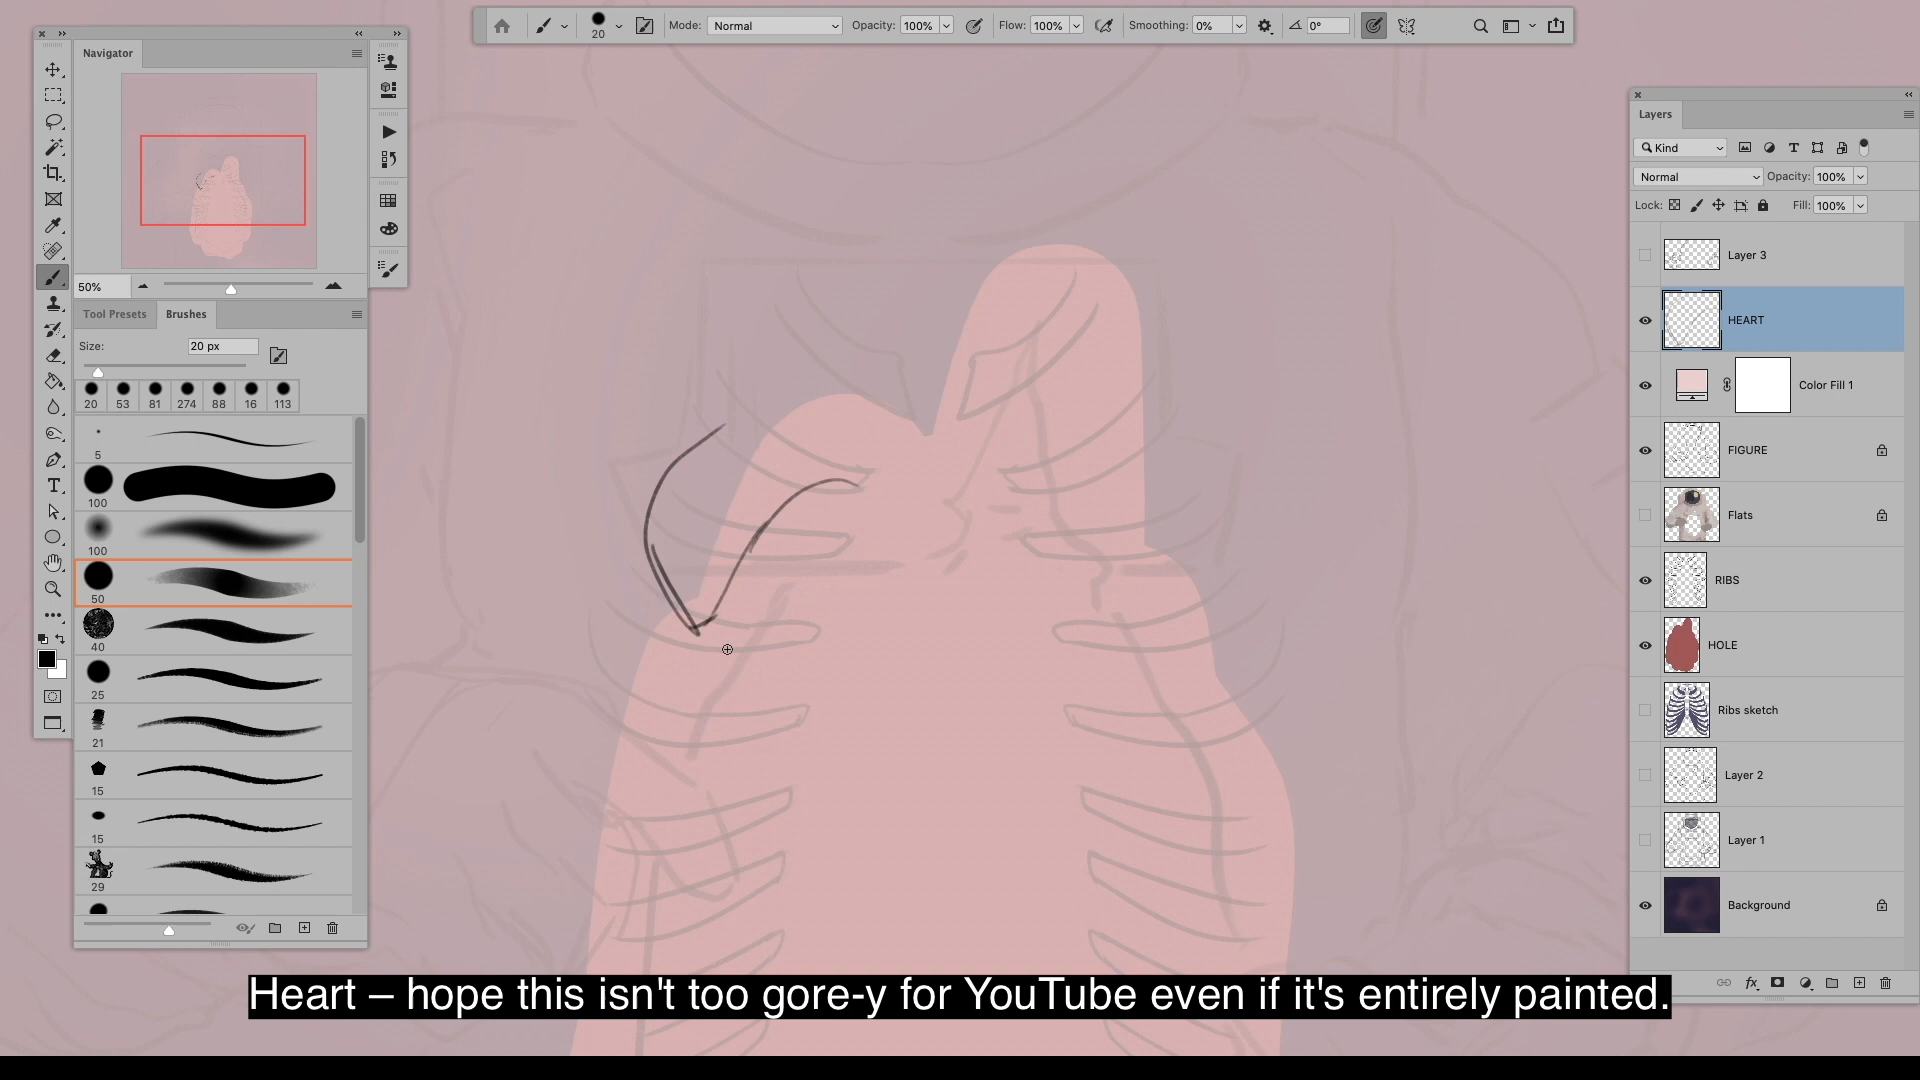 20
Mode: Normal
Opacity: 100%
Flow: 100%
Smoothing: 0%
0°
Navigator
50%
Tool Presets
Brushes
Size: 20 px
20 53 81 274 88 16 113
5
100
100
50
40
25
21
15
15
29
Layers
Kind
Normal
Opacity: 100%
Lock:
Fill: 100%
Layer 3
HEART
Color Fill 1
FIGURE
Flats
RIBS
HOLE
Ribs sketch
Layer 2
Layer 1
Background
fx
Heart – hope this isn't too gore-y for YouTube even if it's entirely painted.